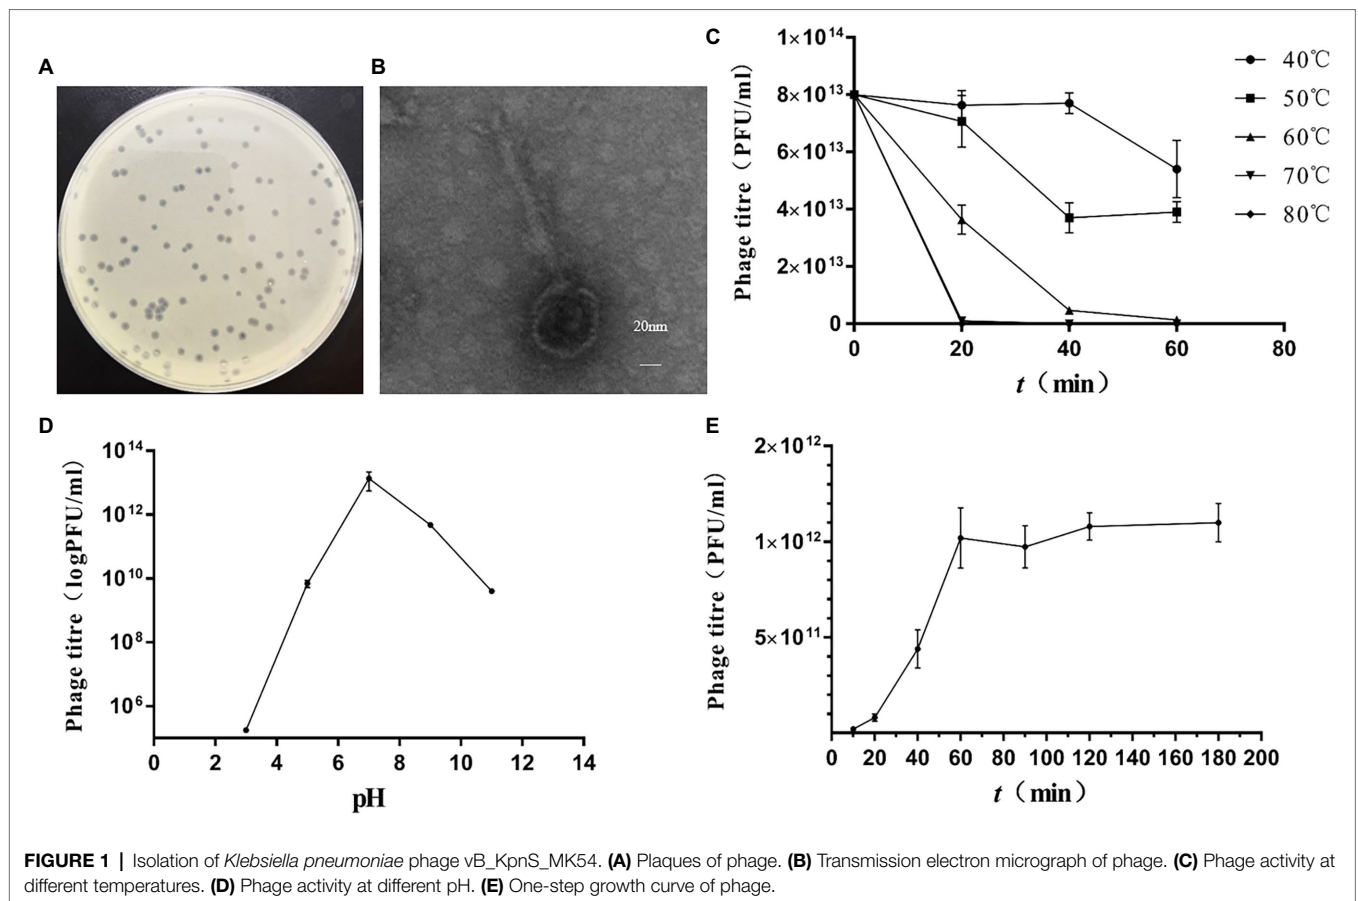 A
B
20nm
C
Phage titre（PFU/ml）
1×10¹⁴
8×10¹³
6×10¹³
4×10¹³
2×10¹³
0
0 20 40 60 80
t（min）
40℃
50℃
60℃
70℃
80℃
D
Phage titre（logPFU/ml）
10¹⁴
10¹²
10¹⁰
10⁸
10⁶
0 2 4 6 8 10 12 14
pH
E
Phage titre（PFU/ml）
2×10¹²
1×10¹²
5×10¹¹
0 20 40 60 80 100 120 140 160 180 200
t（min）
FIGURE 1 | Isolation of Klebsiella pneumoniae phage vB_KpnS_MK54. (A) Plaques of phage. (B) Transmission electron micrograph of phage. (C) Phage activity at
different temperatures. (D) Phage activity at different pH. (E) One-step growth curve of phage.